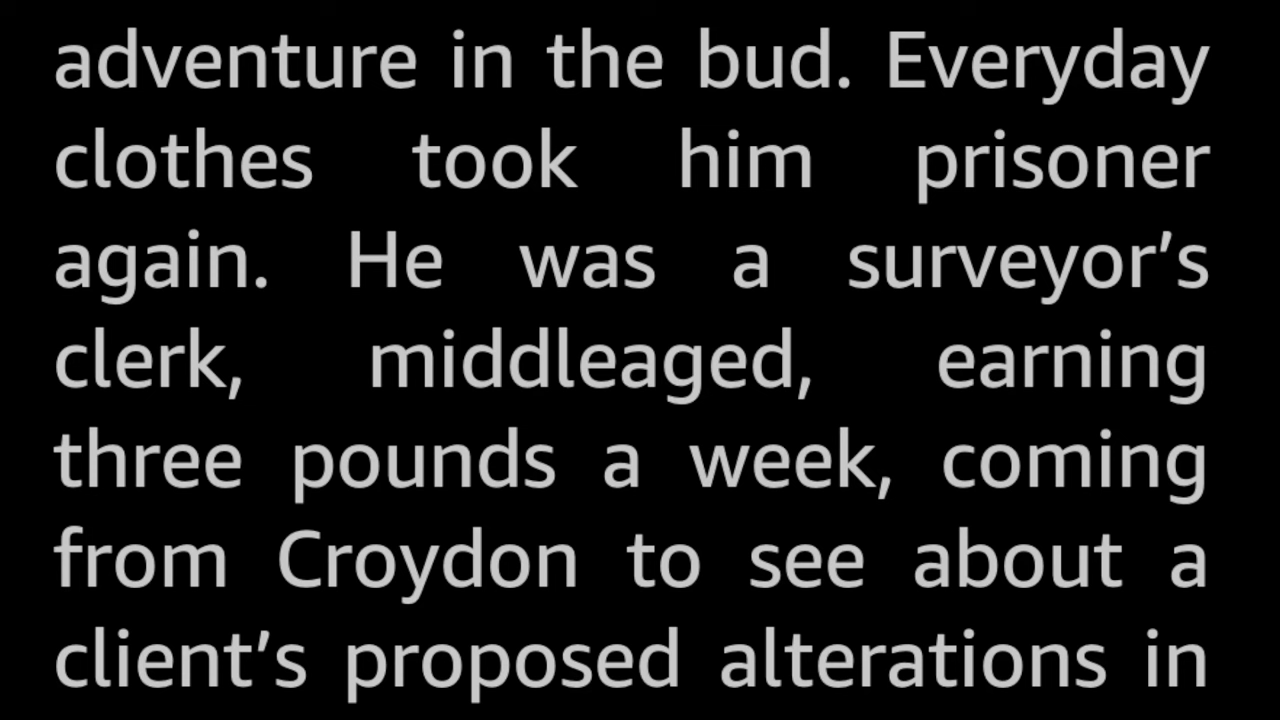 adventure in the bud. Everyday
clothes took him prisoner
again. He was a surveyor’s
clerk, middleaged, earning
three pounds a week, coming
from Croydon to see about a
client’s proposed alterations in